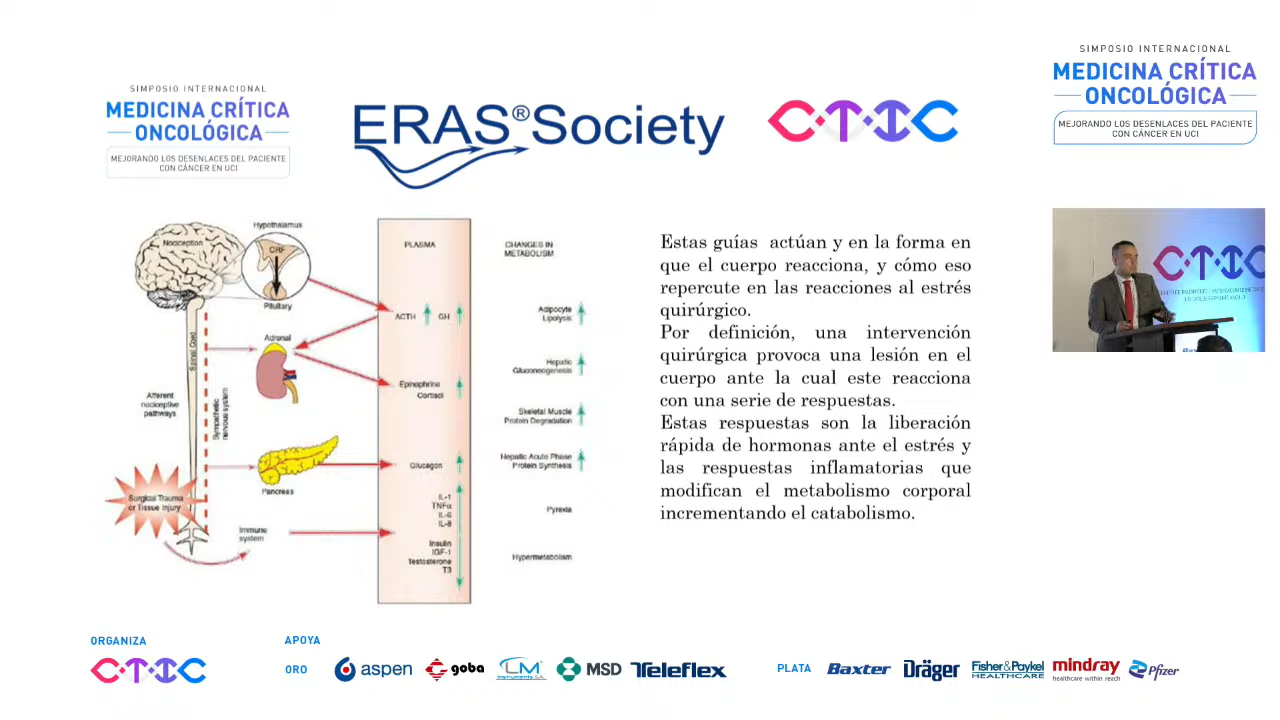 SIMPOSIO INTERNACIONAL
MEDICINA CRÍTICA
ONCOLÓGICA
MEJORANDO LOS DESENLACES DEL PACIENTE
CON CÁNCER EN UCI
ERAS®Society
CTIC
SIMPOSIO INTERNACIONAL
MEDICINA CRÍTICA
ONCOLÓGICA
MEJORANDO LOS DESENLACES DEL PACIENTE
CON CÁNCER EN UCI
Hypothalamus
Nociception
CRF
Pituitary
PLASMA
CHANGES IN
METABOLISM
ACTH
GH
Adipocyte
Lipolysis
Spinal Cord
Adrenal
Hepatic
Gluconeogenesis
Epinephrine
Cortisol
Afferent
nociceptive
pathways
Sympathetic
nervous system
Skeletal Muscle
Protein Degradation
Hepatic Acute Phase
Protein Synthesis
Glucagon
Pancreas
Surgical Trauma
or Tissue Injury
IL-1
TNFα
IL-6
IL-8
Pyrexia
Immune
system
Insulin
IGF-1
Testosterone
T3
Hypermetabolism
Estas guías actúan y en la forma en
que el cuerpo reacciona, y cómo eso
repercute en las reacciones al estrés
quirúrgico.
Por definición, una intervención
quirúrgica provoca una lesión en el
cuerpo ante la cual este reacciona
con una serie de respuestas.
Estas respuestas son la liberación
rápida de hormonas ante el estrés y
las respuestas inflamatorias que
modifican el metabolismo corporal
incrementando el catabolismo.
CTIC
Baxter
ORGANIZA
CTIC
APOYA
ORO
aspen
goba
LM
instruments S.A.
MSD
Teleflex
PLATA
Baxter
Dräger
Fisher&Paykel
HEALTHCARE
mindray
healthcare within reach
Pfizer